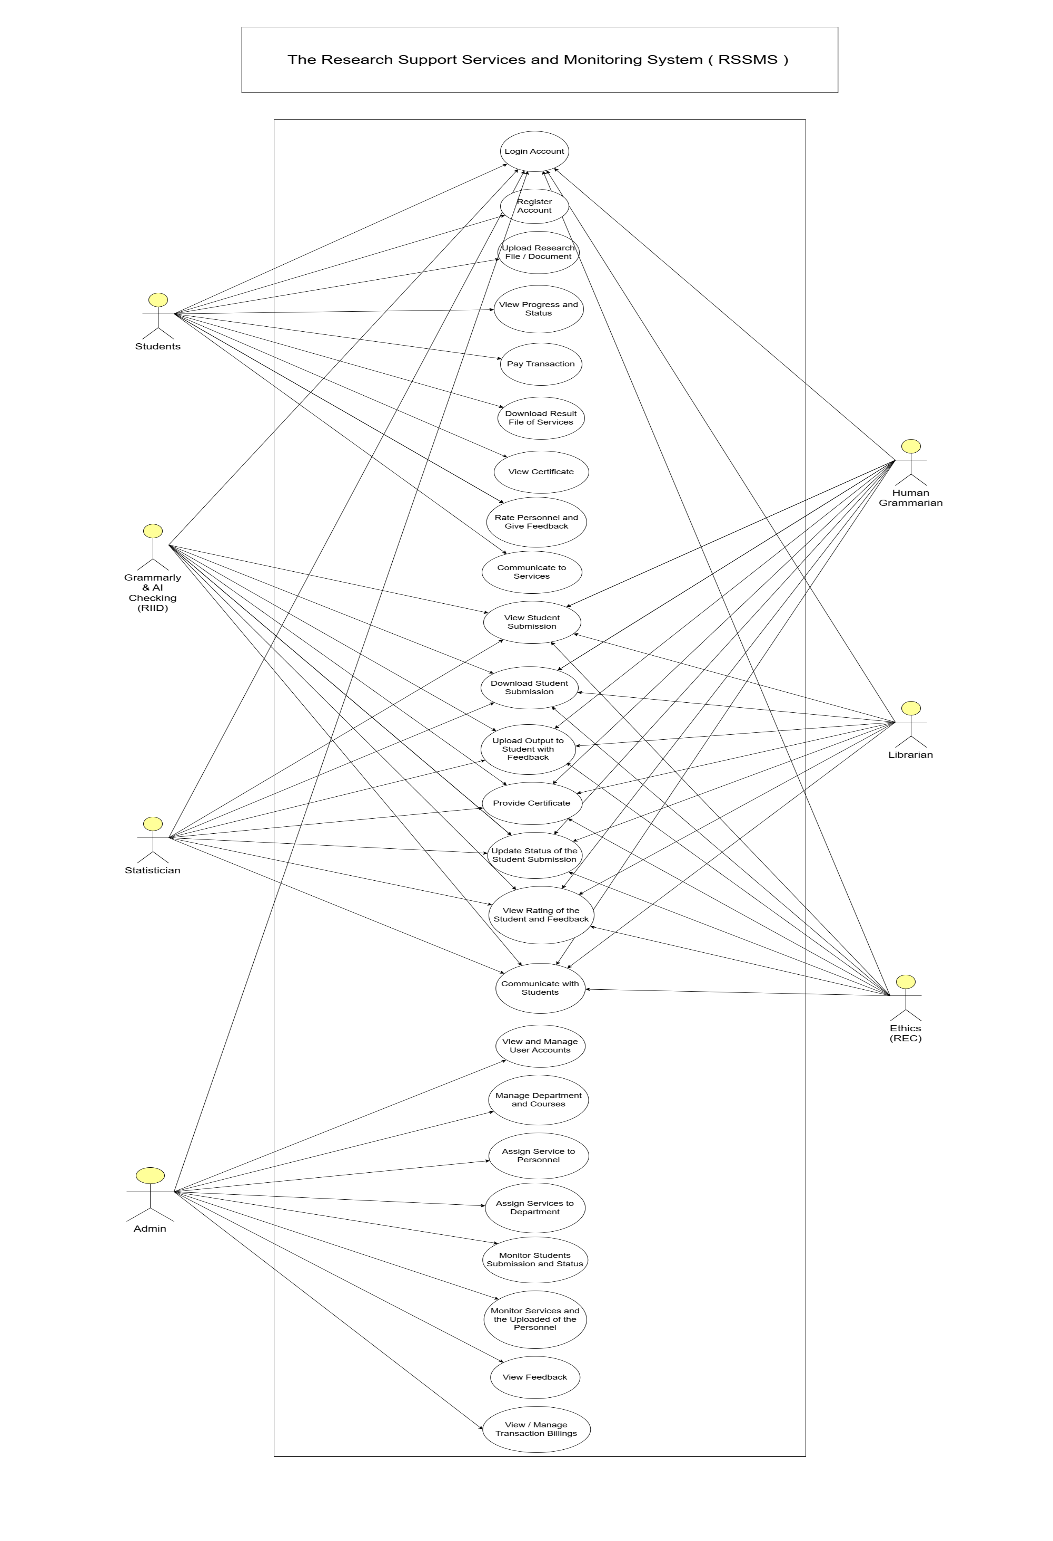 The Research Support Services and Monitoring System ( RSSMS )
Login Account
Register
Account
Upload Research
File / Document
View Progress and
Status
Students
Pay Transaction
Download Result
File of Services
View Certificate
Human
Grammarian
Rate Personnel and
Give Feedback
Communicate to
Services
Grammarly
& AI
Checking
(RIID)
View Student
Submission
Download Student
Submission
Upload Output to
Student with
Feedback
Librarian
Provide Certificate
Update Status of the
Student Submission
Statistician
View Rating of the
Student and Feedback
Communicate with
Students
Ethics
(REC)
View and Manage
User Accounts
Manage Department
and Courses
Assign Service to
Personnel
Assign Services to
Department
Admin
Monitor Students
Submission and Status
Monitor Services and
the Uploaded of the
Personnel
View Feedback
View / Manage
Transaction Billings